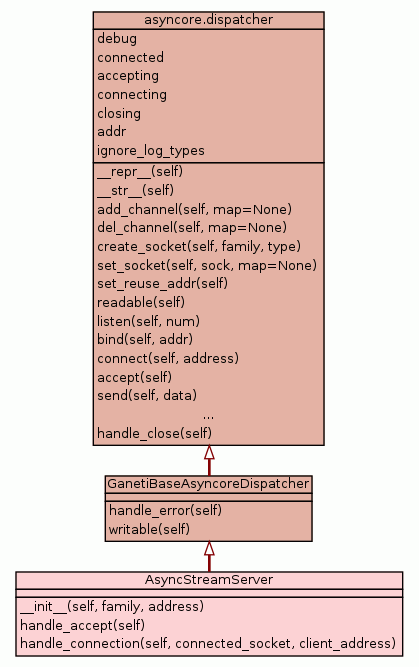 asyncore.dispatcher
debug
connected
accepting
connecting
closing
addr
ignore_log_types
__repr__(self)
__str__(self)
add_channel(self, map=None)
del_channel(self, map=None)
create_socket(self, family, type)
set_socket(self, sock, map=None)
set_reuse_addr(self)
readable(self)
listen(self, num)
bind(self, addr)
connect(self, address)
accept(self)
send(self, data)
...
handle_close(self)
GanetiBaseAsyncoreDispatcher
handle_error(self)
writable(self)
AsyncStreamServer
__init__(self, family, address)
handle_accept(self)
handle_connection(self, connected_socket, client_address)